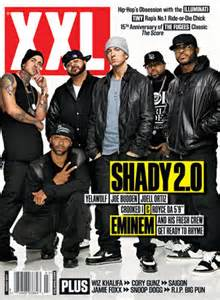 XXL
Hip-Hop's Obsession with the ILLUMINATI
TINY Rap's No.1 Ride-or-Die Chick
15th Anniversary of THE FUGEES Classic
The Score
SHADY 2.0
YELAWOLF JOE BUDDEN JOELL ORTIZ
CROOKED I & ROYCE DA 5'9"
EMINEM AND HIS FRESH CREW
GET READY TO RHYME
PLUS
WIZ KHALIFA >> CORY GUNZ >> SAIGON
JAMIE FOXX >> SNOOP DOGG >> R.I.P. BIG PUN